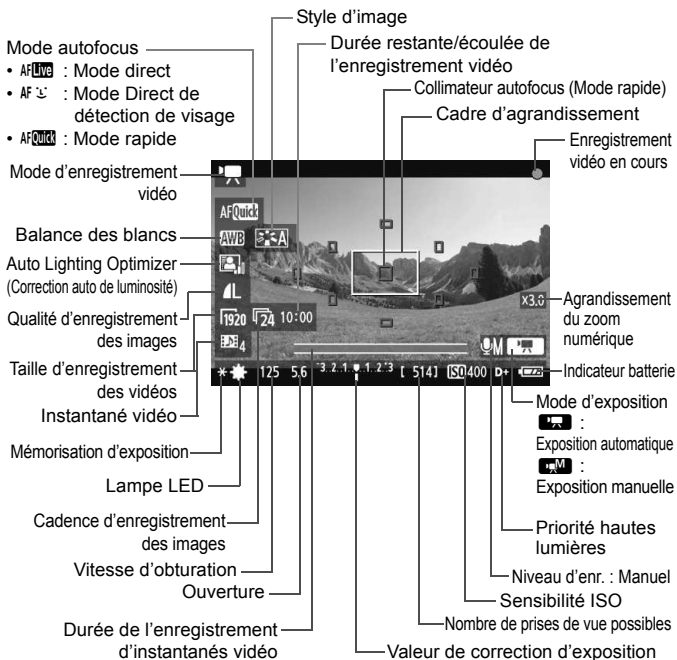 Style d'image
Mode autofocus
Durée restante/écoulée de
l'enregistrement vidéo
• AF Live : Mode direct
Collimateur autofocus (Mode rapide)
• AF : Mode Direct de
détection de visage
Cadre d'agrandissement
• AF Quick : Mode rapide
Enregistrement
vidéo en cours
Mode d'enregistrement
vidéo
AF Quick
Balance des blancs
AWB
A
Auto Lighting Optimizer
(Correction auto de luminosité)
L
x3.0
Agrandissement
du zoom
numérique
Qualité d'enregistrement
des images
1920 24 10:00
Taille d'enregistrement
des vidéos
4
M
Instantané vidéo
Indicateur batterie
125 5.6 3..2..1..1..2..3 [ 514] ISO 400 D+
Mode d'exposition
:
Exposition automatique
M :
Exposition manuelle
Mémorisation d'exposition
Lampe LED
Cadence d'enregistrement
des images
Priorité hautes
lumières
Vitesse d'obturation
Niveau d'enr. : Manuel
Ouverture
Sensibilité ISO
Durée de l'enregistrement
d'instantanés vidéo
Nombre de prises de vue possibles
Valeur de correction d'exposition